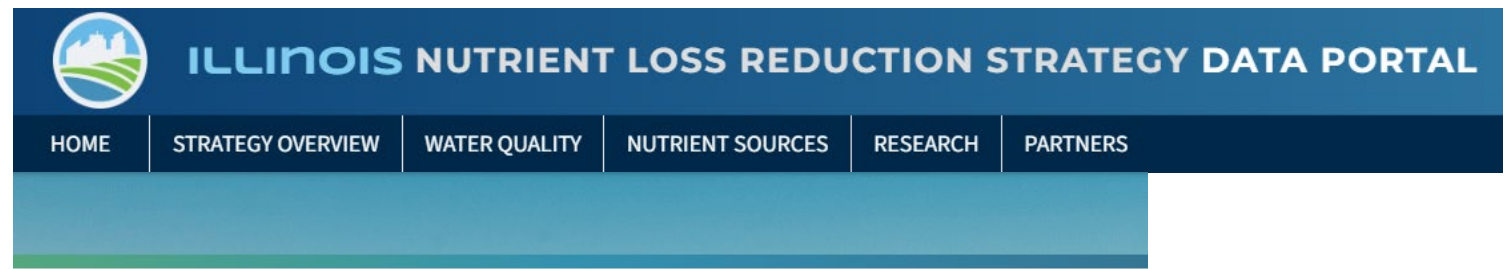 ILLINOIS NUTRIENT LOSS REDUCTION STRATEGY DATA PORTAL
HOME STRATEGY OVERVIEW WATER QUALITY NUTRIENT SOURCES RESEARCH PARTNERS